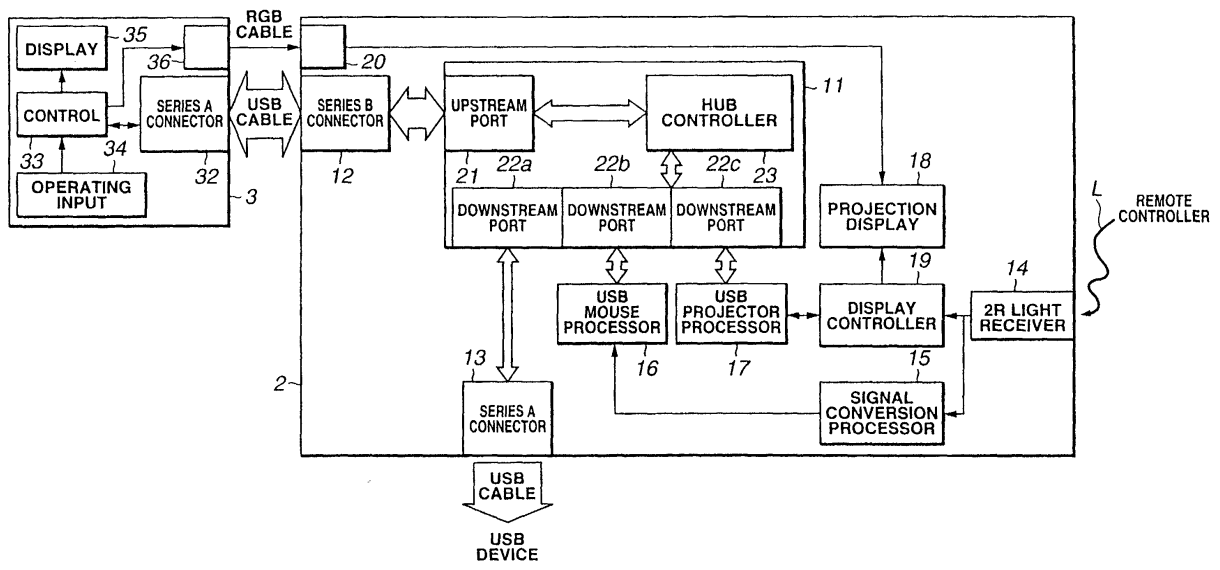 DISPLAY
35
36
RGB
CABLE
20
CONTROL
33
34
SERIES A
CONNECTOR
32
USB
CABLE
SERIES B
CONNECTOR
12
OPERATING
INPUT
3
UPSTREAM
PORT
21
HUB
CONTROLLER
23
11
22a
22b
22c
DOWNSTREAM
PORT
DOWNSTREAM
PORT
DOWNSTREAM
PORT
18
PROJECTION
DISPLAY
L
REMOTE
CONTROLLER
USB
MOUSE
PROCESSOR
16
USB
PROJECTOR
PROCESSOR
17
19
DISPLAY
CONTROLLER
14
2R LIGHT
RECEIVER
15
SIGNAL
CONVERSION
PROCESSOR
2
13
SERIES A
CONNECTOR
USB
CABLE
USB
DEVICE